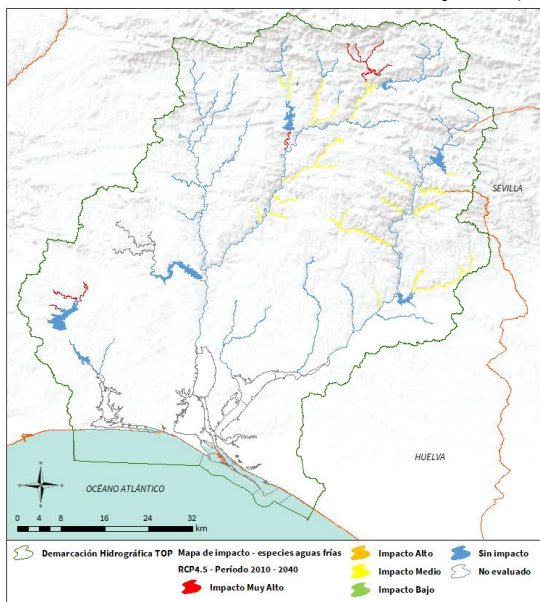 SEVILLA
HUELVA
OCÉANO ATLÁNTICO
N
0 4 8 16 24 32
km
Demarcación Hidrográfica TOP
Mapa de impacto - especies aguas frías
RCP4.5 - Período 2010 - 2040
Impacto Muy Alto
Impacto Alto
Impacto Medio
Impacto Bajo
Sin impacto
No evaluado